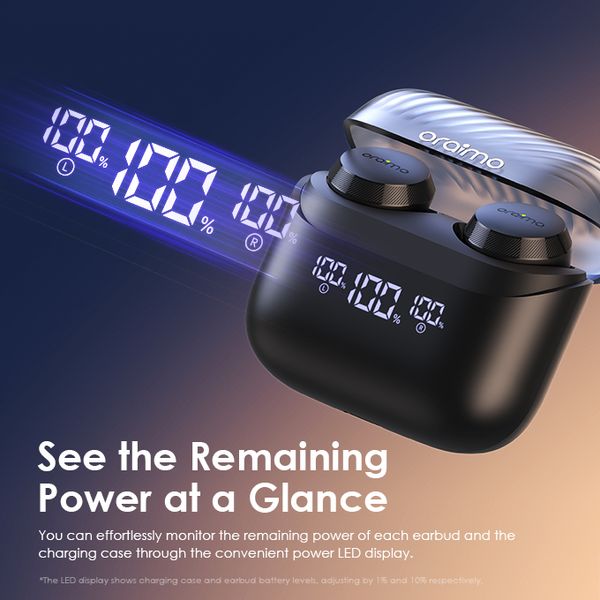 100%
L
100%
100%
R
oraimo
oraimo
oraimo
100%
L
100%
100%
R
See the Remaining
Power at a Glance
You can effortlessly monitor the remaining power of each earbud and the
charging case through the convenient power LED display.
*The LED display shows charging case and earbud battery levels, adjusting by 1% and 10% respectively.